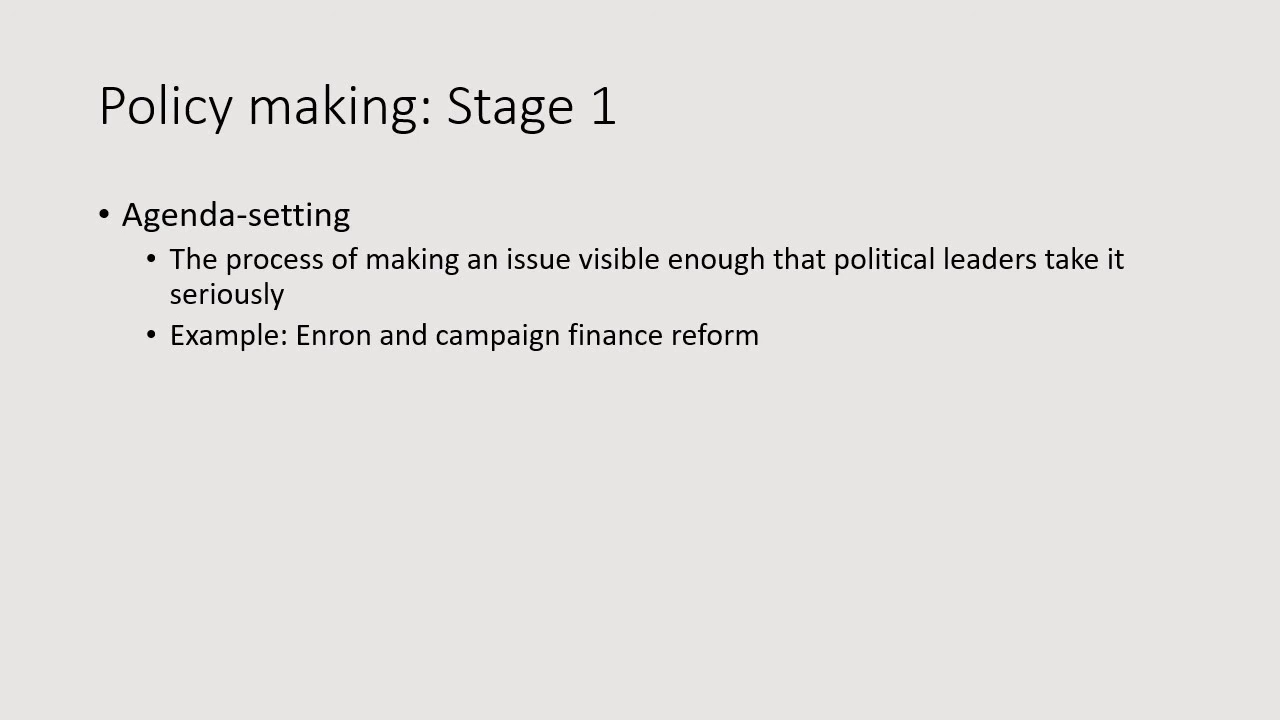 Policy making: Stage 1
• Agenda-setting
• The process of making an issue visible enough that political leaders take it
seriously
• Example: Enron and campaign finance reform